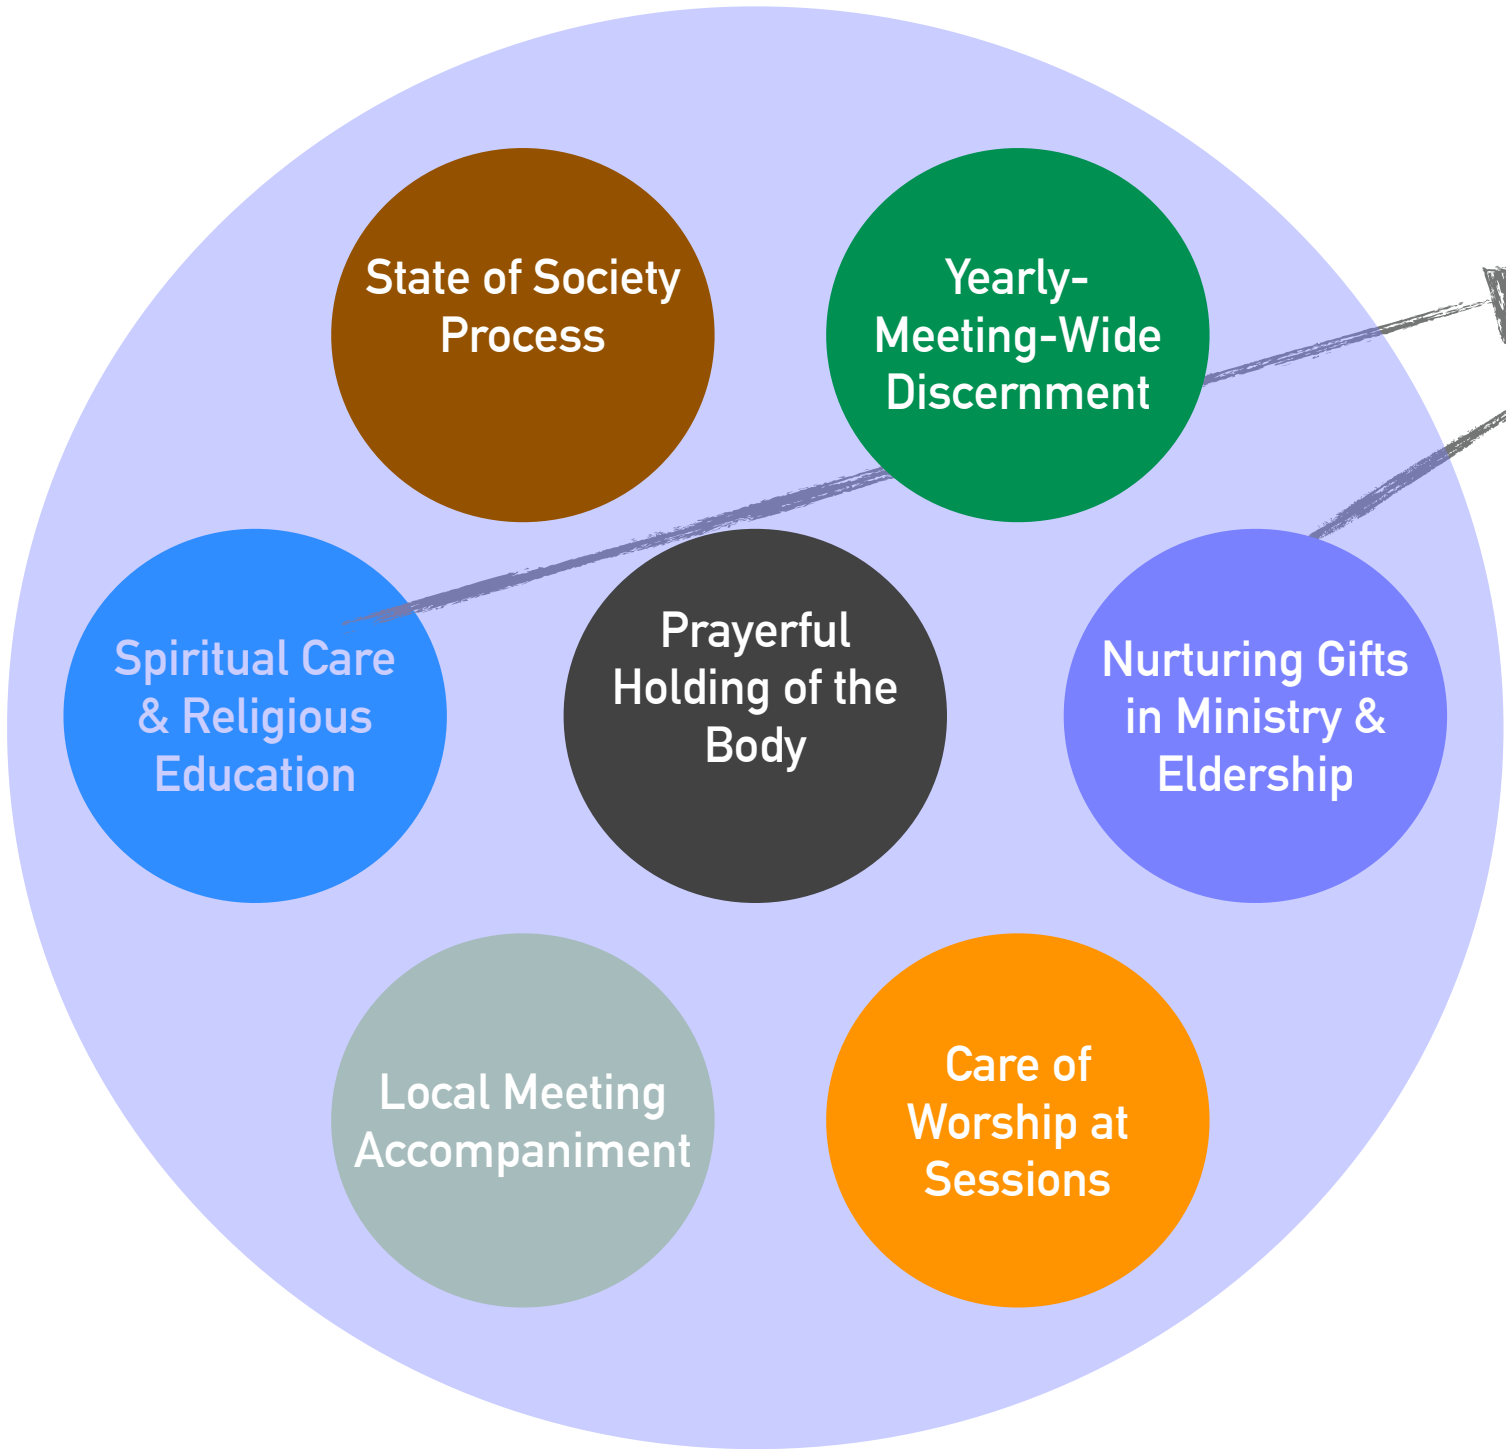 State of Society
Process
Yearly-
Meeting-Wide
Discernment
Spiritual Care
& Religious
Education
Prayerful
Holding of the
Body
Nurturing Gifts
in Ministry &
Eldership
Local Meeting
Accompaniment
Care of
Worship at
Sessions